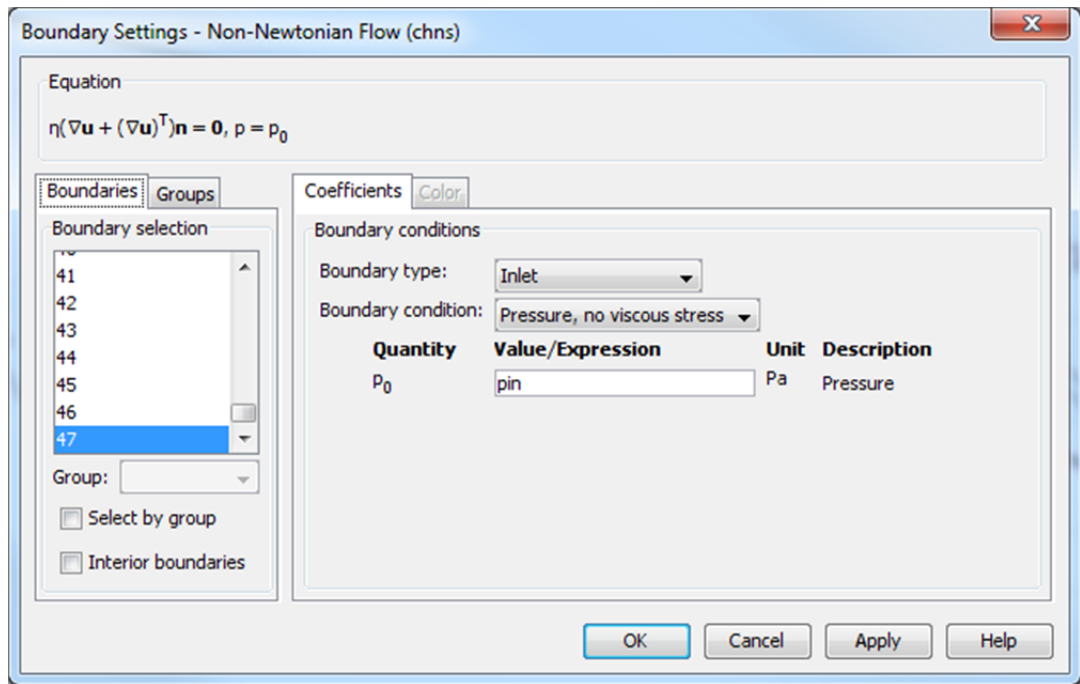 Boundary Settings - Non-Newtonian Flow (chns)
Equation
η(∇u + (∇u)ᵀ)n = 0, p = p₀
Boundaries Groups
Boundary selection
41
42
43
44
45
46
47
Group:
Select by group
Interior boundaries
Coefficients Color
Boundary conditions
Boundary type: Inlet
Boundary condition: Pressure, no viscous stress
Quantity Value/Expression Unit Description
p₀ pin Pa Pressure
OK Cancel Apply Help